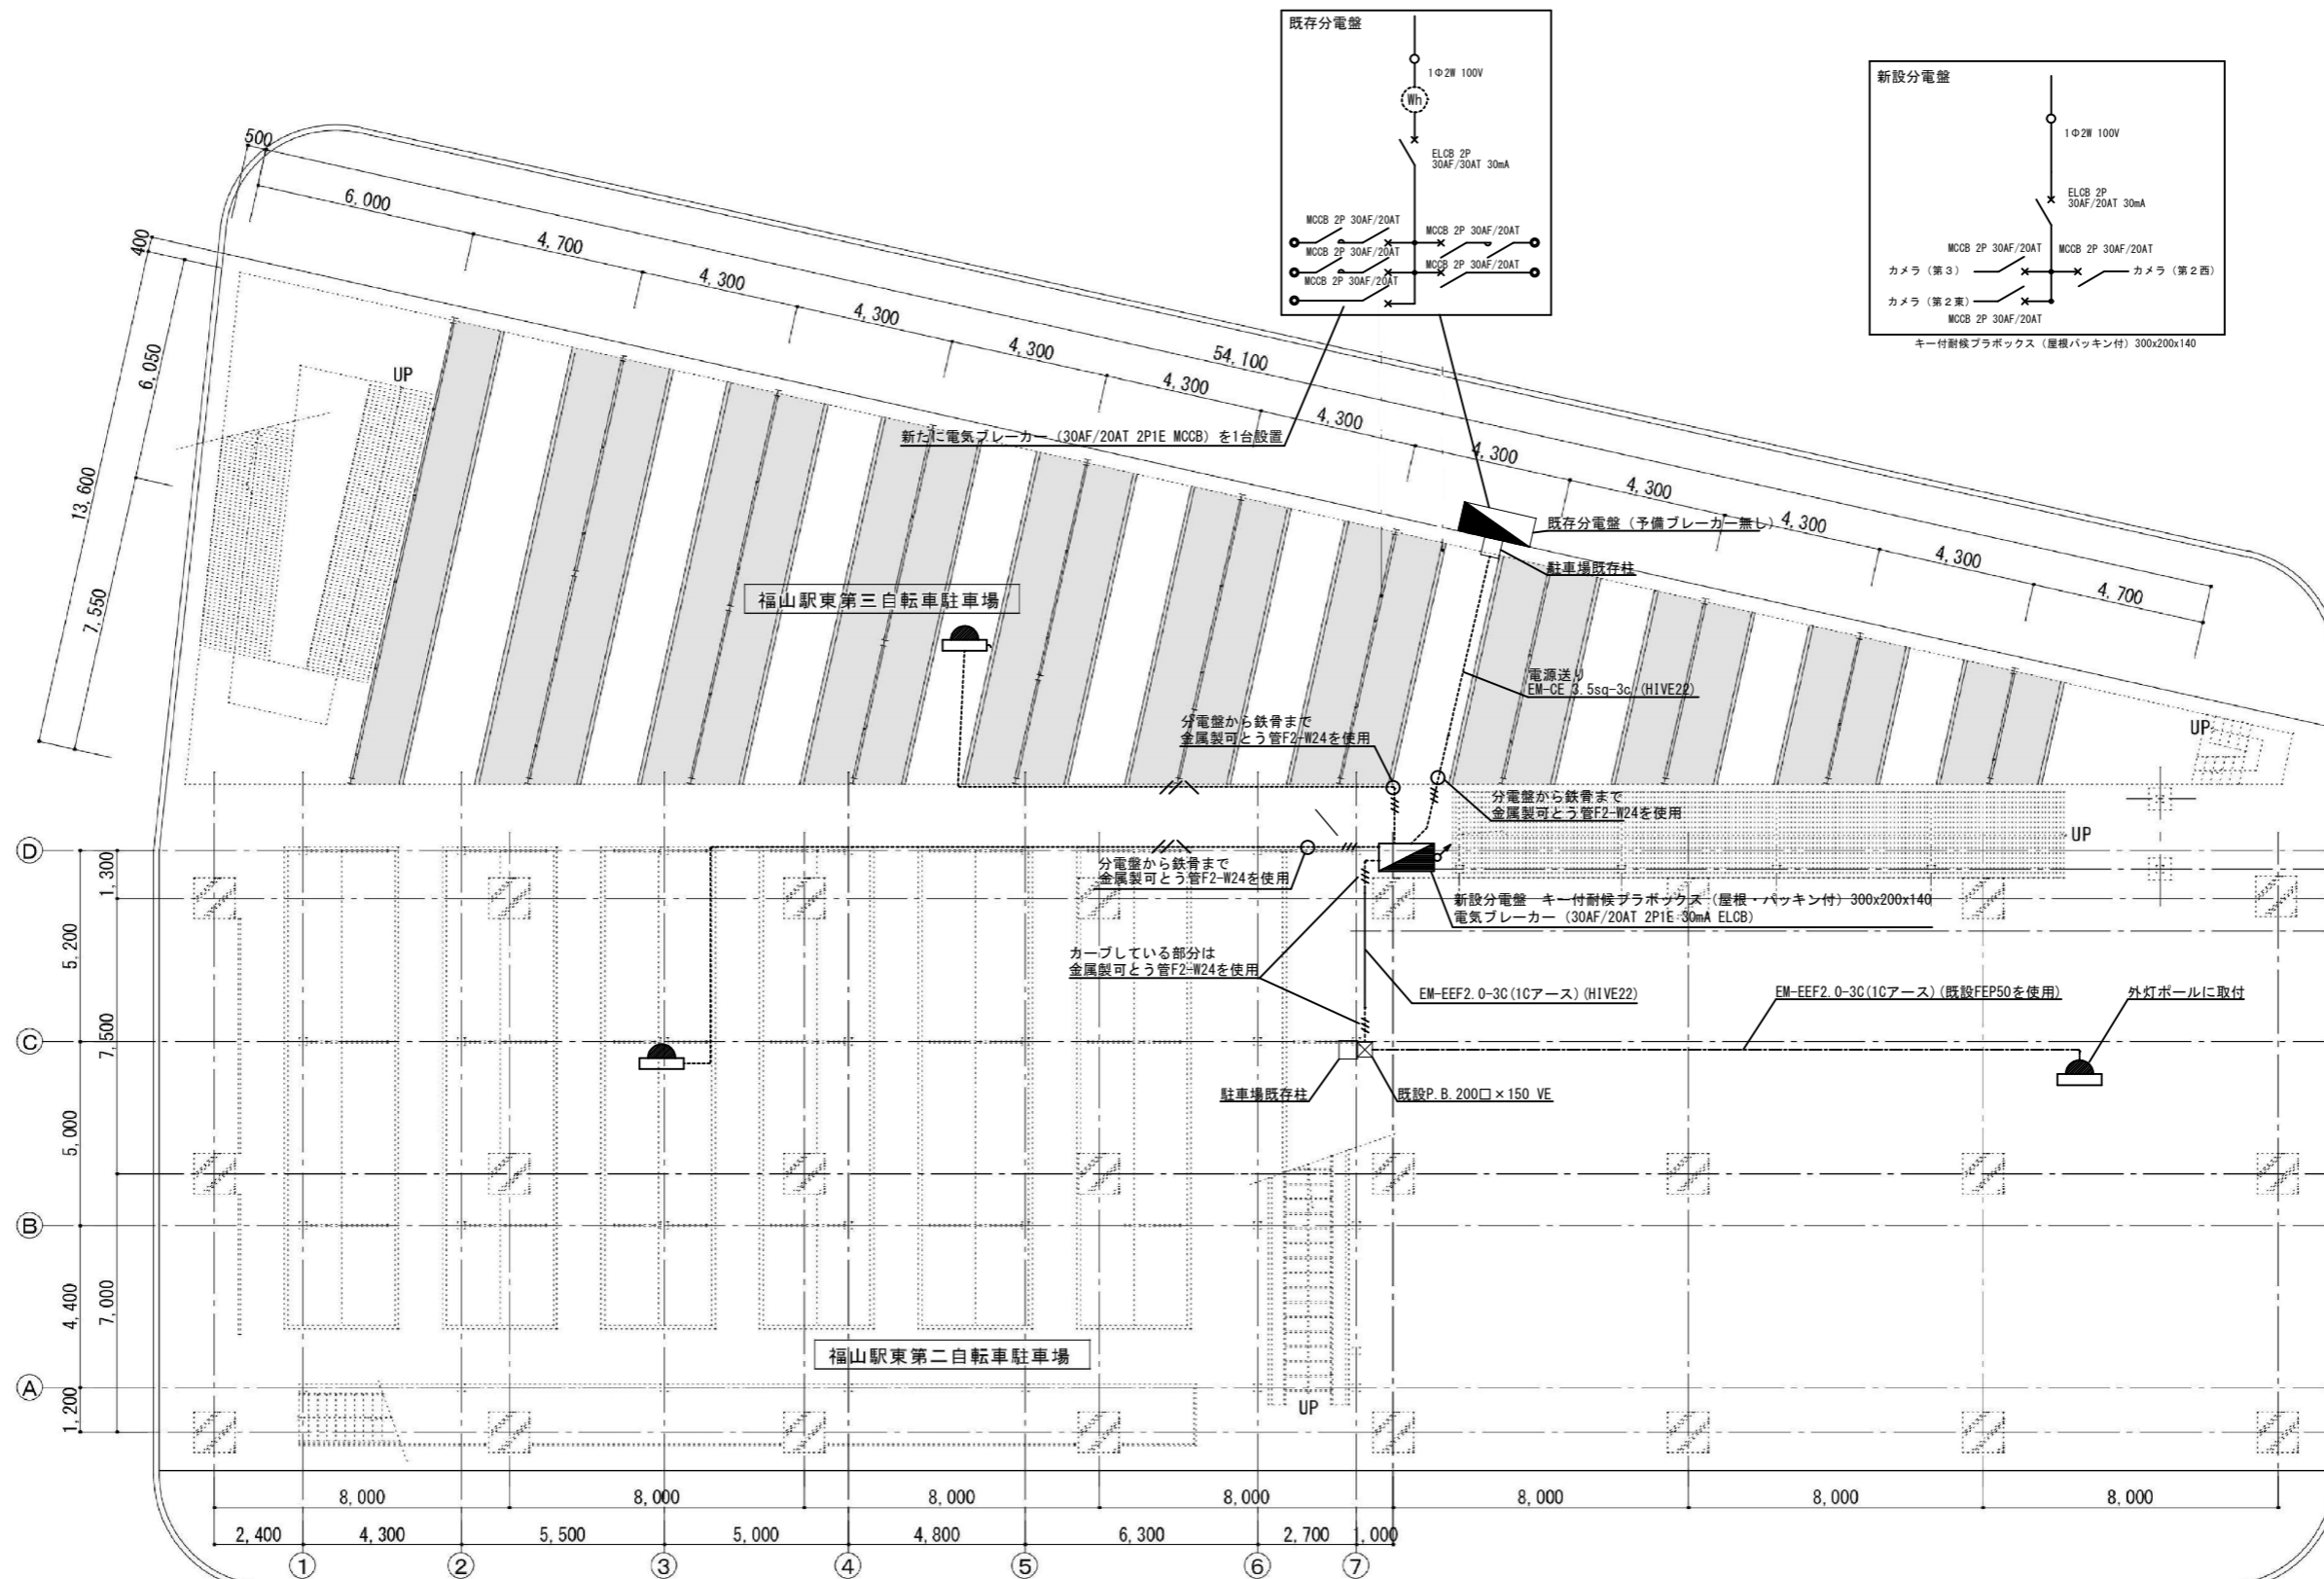 既存分電盤
1Φ2W 100V
Wh
ELCB 2P
30AF/30AT 30mA
MCCB 2P 30AF/20AT
MCCB 2P 30AF/20AT
MCCB 2P 30AF/20AT
MCCB 2P 30AF/20AT
MCCB 2P 30AF/20AT
新設分電盤
1Φ2W 100V
ELCB 2P
30AF/20AT 30mA
MCCB 2P 30AF/20AT
MCCB 2P 30AF/20AT
カメラ（第3）
カメラ（第2西）
カメラ（第2東）
MCCB 2P 30AF/20AT
キー付耐候プラボックス（屋根パッキン付）300x200x140
500
6,000
4,700
4,300
4,300
4,300
4,300
4,300
4,300
4,300
4,300
4,300
4,700
54,100
400
6,050
13,600
7,550
UP
新たに電気ブレーカー（30AF/20AT 2P1E MCCB）を1台設置
既存分電盤（予備ブレーカー無し）
駐車場既存柱
福山駅東第三自転車駐車場
電源送り
EM-CE 3.5sq-3c (HIVE22)
分電盤から鉄骨まで
金属製可とう管F2-W24を使用
UP
分電盤から鉄骨まで
金属製可とう管F2-W24を使用
UP
分電盤から鉄骨まで
金属製可とう管F2-W24を使用
新設分電盤 キー付耐候プラボックス（屋根・パッキン付）300x200x140
電気ブレーカー（30AF/20AT 2P1E 30mA ELCB）
カーブしている部分は
金属製可とう管F2-W24を使用
EM-EEF2.0-3C(1Cアース)(HIVE22)
EM-EEF2.0-3C(1Cアース)(既設FEP50を使用)
外灯ポールに取付
駐車場既存柱
既設P.B.200□×150 VE
D
C
B
A
1,300
5,200
7,500
5,000
4,400
7,000
1,200
福山駅東第二自転車駐車場
UP
8,000
8,000
8,000
8,000
8,000
8,000
8,000
2,400
4,300
5,500
5,000
4,800
6,300
2,700
1,000
1
2
3
4
5
6
7